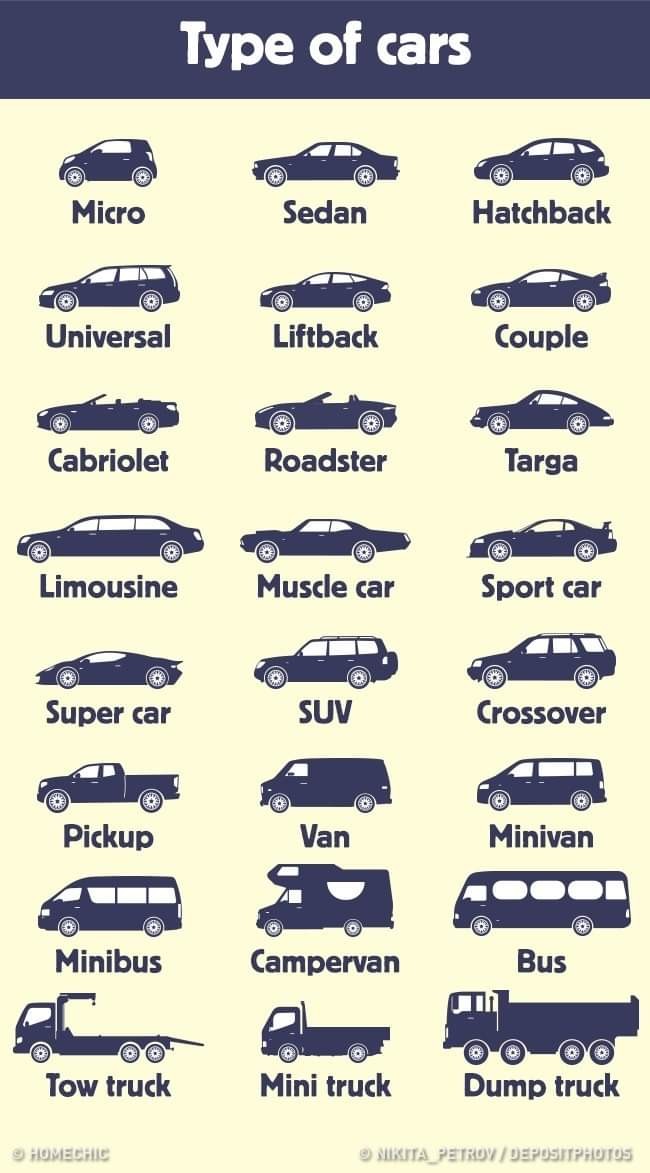 Type of cars
Micro
Sedan
Hatchback
Universal
Liftback
Couple
Cabriolet
Roadster
Targa
Limousine
Muscle car
Sport car
Super car
SUV
Crossover
Pickup
Van
Minivan
Minibus
Campervan
Bus
Tow truck
Mini truck
Dump truck
© HOMECHIC
© NIKITA_PETROV / DEPOSITPHOTOS